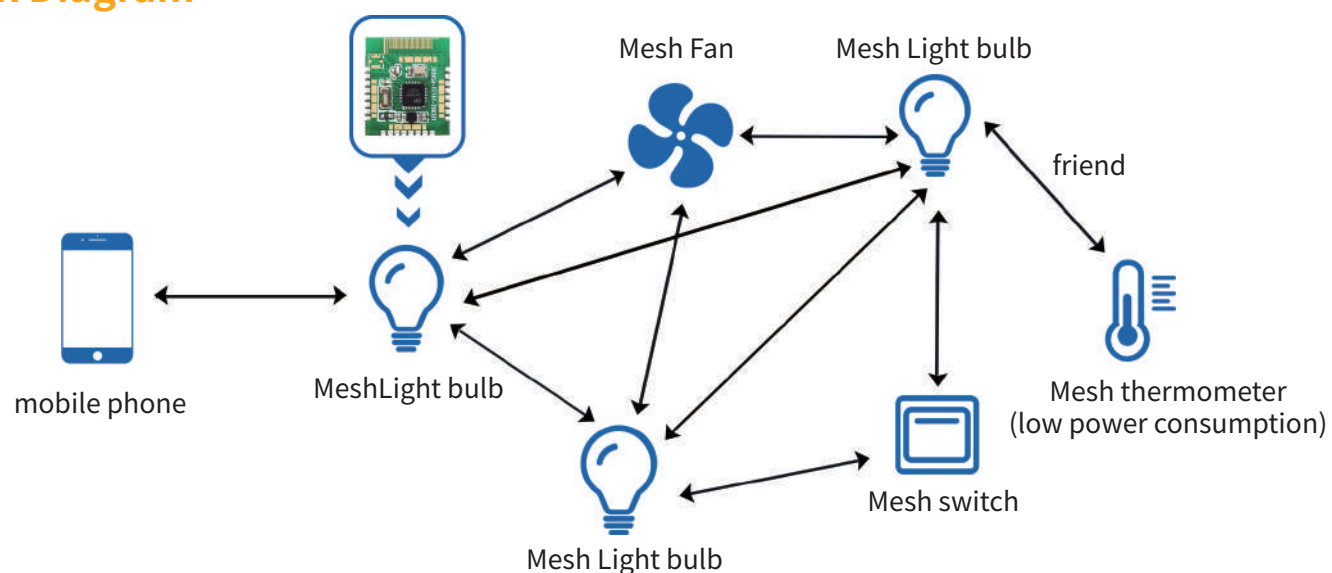 Diagram
Mesh Fan
Mesh Light bulb
friend
mobile phone
MeshLight bulb
Mesh thermometer
(low power consumption)
Mesh switch
Mesh Light bulb